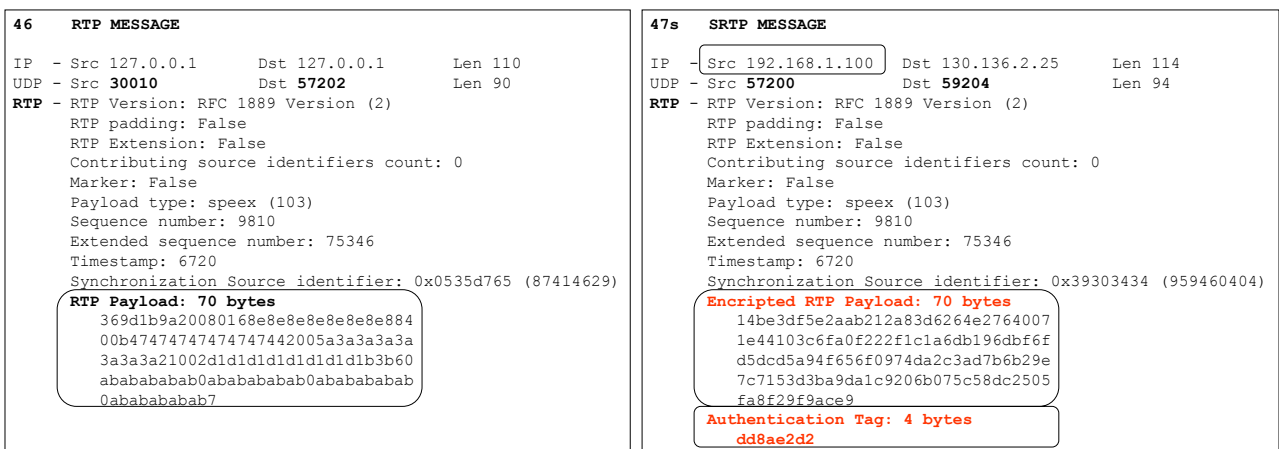 46 RTP MESSAGE
IP - Src 127.0.0.1 Dst 127.0.0.1 Len 110
UDP - Src 30010 Dst 57202 Len 90
RTP - RTP Version: RFC 1889 Version (2)
RTP padding: False
RTP Extension: False
Contributing source identifiers count: 0
Marker: False
Payload type: speex (103)
Sequence number: 9810
Extended sequence number: 75346
Timestamp: 6720
Synchronization Source identifier: 0x0535d765 (87414629)
RTP Payload: 70 bytes
369d1b9a20080168e8e8e8e8e8e8e884
00b47474747474747442005a3a3a3a3a
3a3a3a21002d1d1d1d1d1d1d1d1b3b60
ababababab0ababababab0ababababab
0ababababab7
47s SRTP MESSAGE
IP - Src 192.168.1.100 Dst 130.136.2.25 Len 114
UDP - Src 57200 Dst 59204 Len 94
RTP - RTP Version: RFC 1889 Version (2)
RTP padding: False
RTP Extension: False
Contributing source identifiers count: 0
Marker: False
Payload type: speex (103)
Sequence number: 9810
Extended sequence number: 75346
Timestamp: 6720
Synchronization Source identifier: 0x39303434 (959460404)
Encripted RTP Payload: 70 bytes
14be3df5e2aab212a83d6264e2764007
1e44103c6fa0f222f1c1a6db196dbf6f
d5dcd5a94f656f0974da2c3ad7b6b29e
7c7153d3ba9da1c9206b075c58dc2505
fa8f29f9ace9
Authentication Tag: 4 bytes
dd8ae2d2